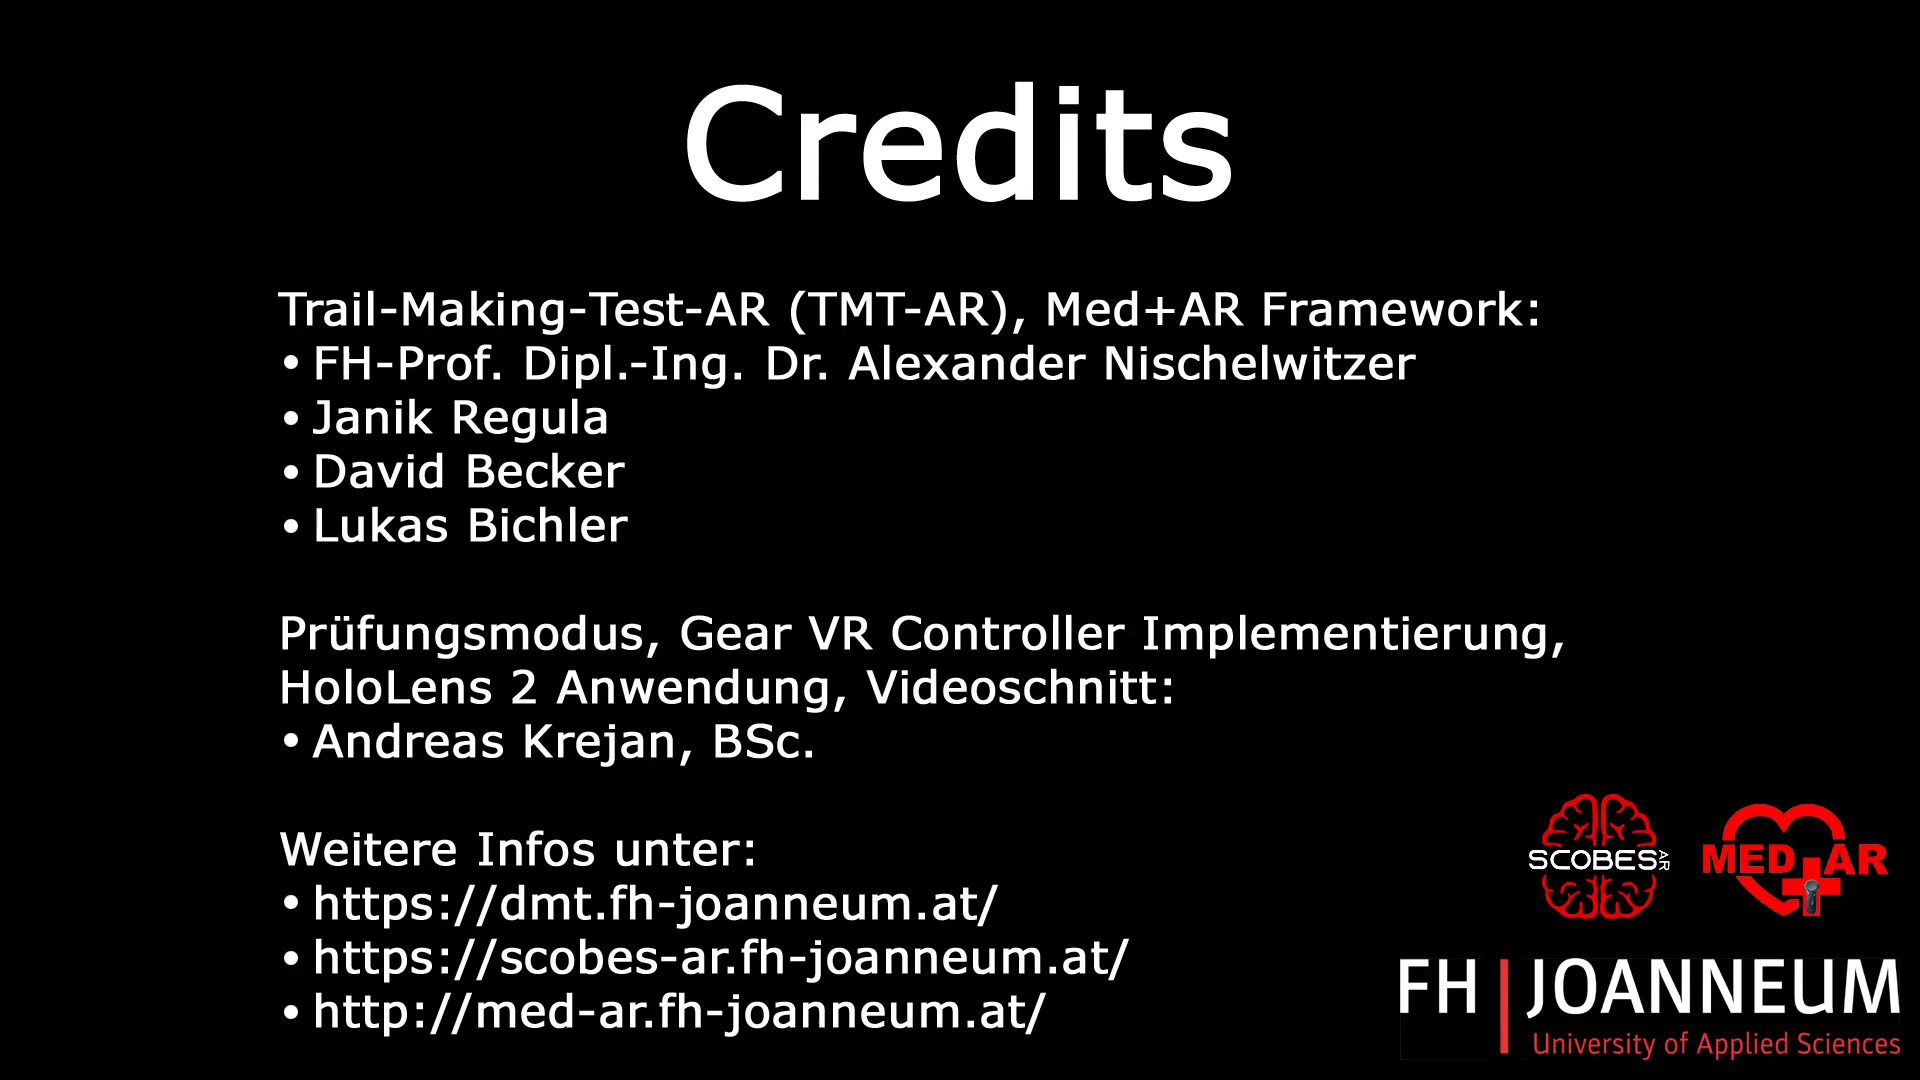 Credits
Trail-Making-Test-AR (TMT-AR), Med+AR Framework:
• FH-Prof. Dipl.-Ing. Dr. Alexander Nischelwitzer
• Janik Regula
• David Becker
• Lukas Bichler
Prüfungsmodus, Gear VR Controller Implementierung,
HoloLens 2 Anwendung, Videoschnitt:
• Andreas Krejan, BSc.
Weitere Infos unter:
• https://dmt.fh-joanneum.at/
• https://scobes-ar.fh-joanneum.at/
• http://med-ar.fh-joanneum.at/
SCOBES AR
MED+AR
FH | JOANNEUM
University of Applied Sciences